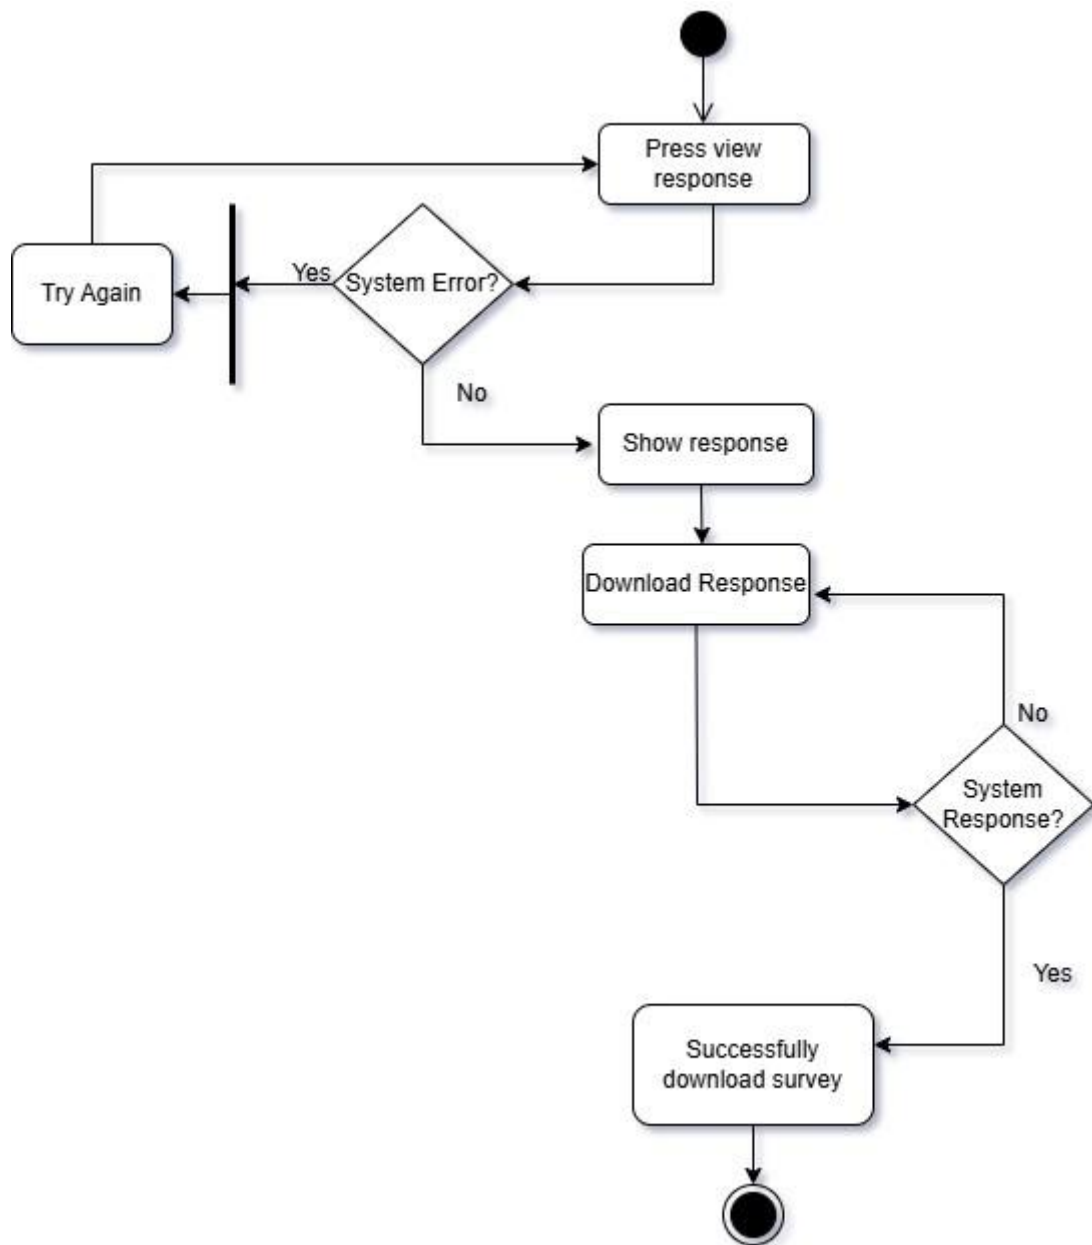 Press view
response
Yes
System Error?
Try Again
No
Show response
Download Response
No
System
Response?
Yes
Successfully
download survey